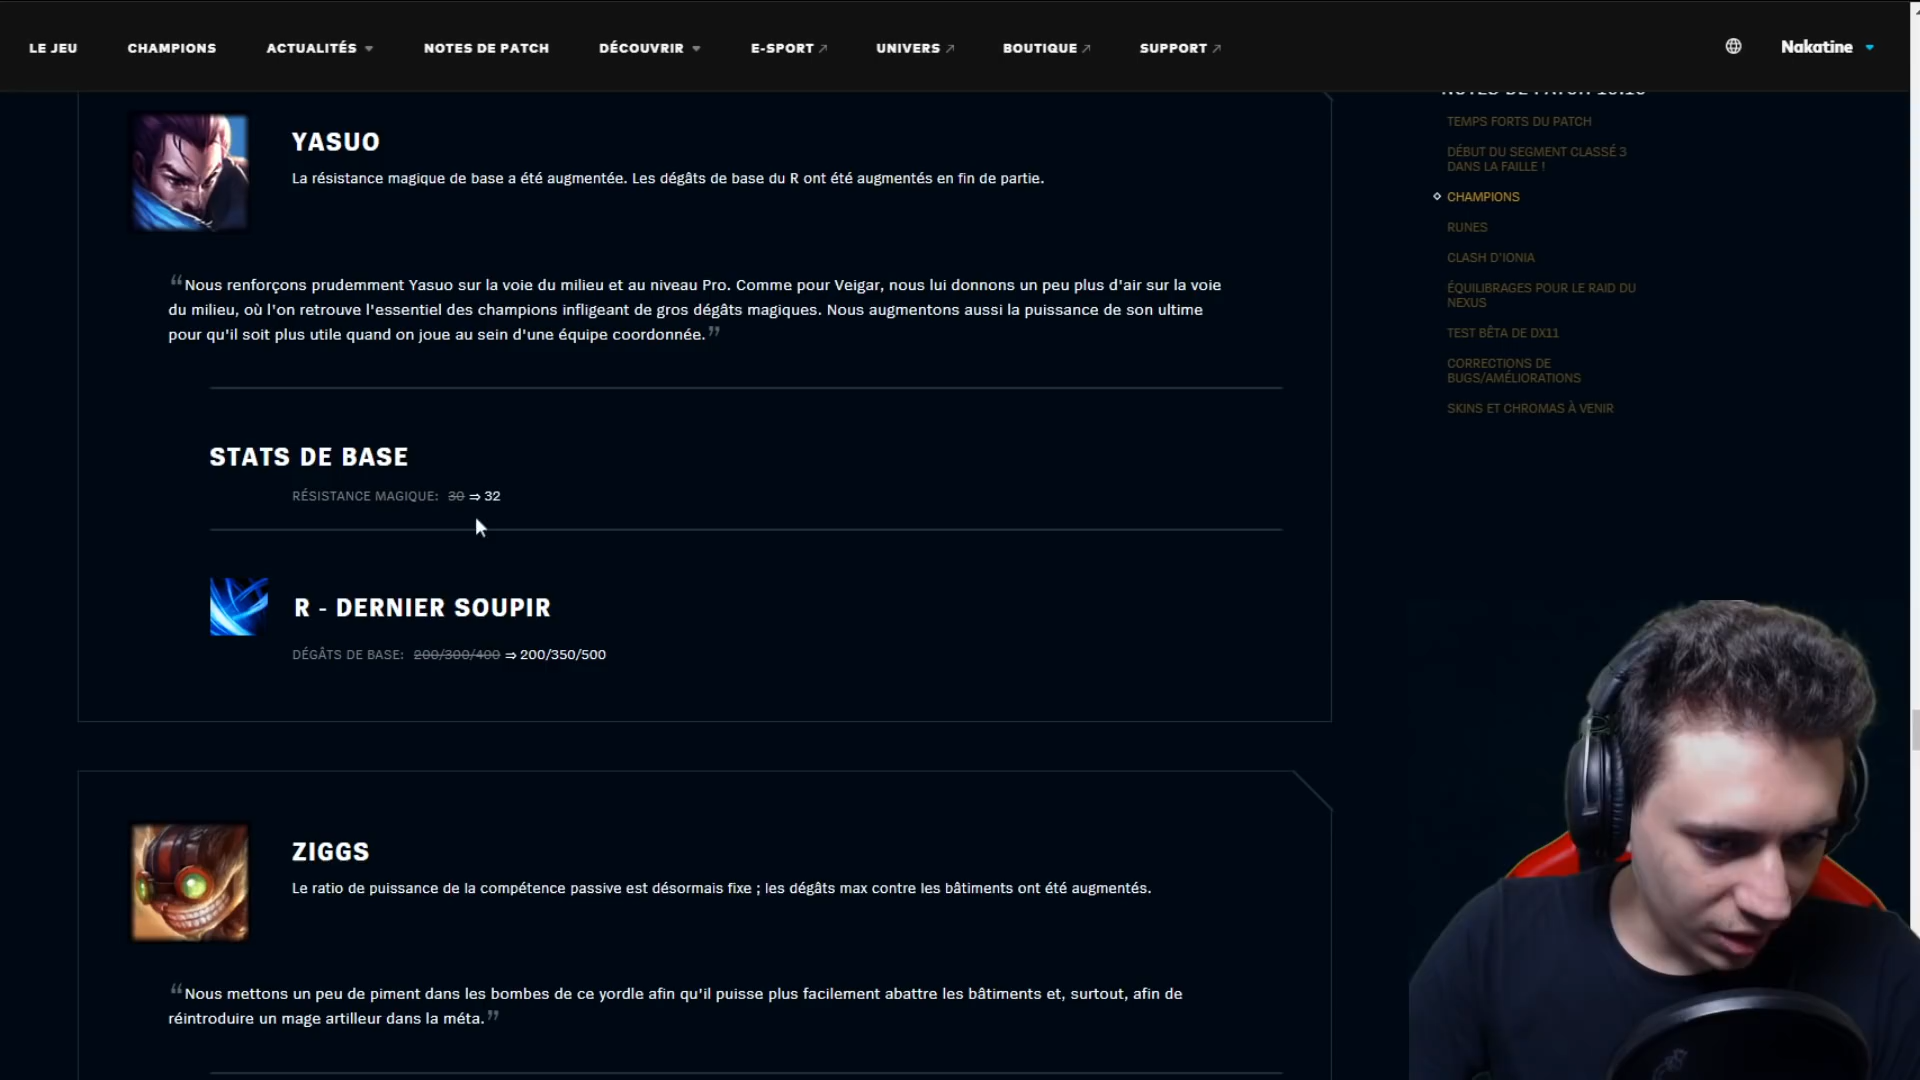 LE JEU
CHAMPIONS
ACTUALITÉS
NOTES DE PATCH
DÉCOUVRIR
E-SPORT
UNIVERS
BOUTIQUE
SUPPORT
Nakatine
YASUO
La résistance magique de base a été augmentée. Les dégâts de base du R ont été augmentés en fin de partie.
“Nous renforçons prudemment Yasuo sur la voie du milieu et au niveau Pro. Comme pour Veigar, nous lui donnons un peu plus d'air sur la voie
du milieu, où l'on retrouve l'essentiel des champions infligeant de gros dégâts magiques. Nous augmentons aussi la puissance de son ultime
pour qu'il soit plus utile quand on joue au sein d'une équipe coordonnée.”
STATS DE BASE
RÉSISTANCE MAGIQUE: 30 ⇒ 32
R - DERNIER SOUPIR
DÉGÂTS DE BASE: 200/300/400 ⇒ 200/350/500
ZIGGS
Le ratio de puissance de la compétence passive est désormais fixe ; les dégâts max contre les bâtiments ont été augmentés.
“Nous mettons un peu de piment dans les bombes de ce yordle afin qu'il puisse plus facilement abattre les bâtiments et, surtout, afin de
réintroduire un mage artilleur dans la méta.”
NOTES DE PATCH
TEMPS FORTS DU PATCH
DÉBUT DU SEGMENT CLASSÉ 3
DANS LA FAILLE !
CHAMPIONS
RUNES
CLASH D'IONIA
ÉQUILIBRAGES POUR LE RAID DU
NEXUS
TEST BÊTA DE DX11
CORRECTIONS DE
BUGS/AMÉLIORATIONS
SKINS ET CHROMAS À VENIR